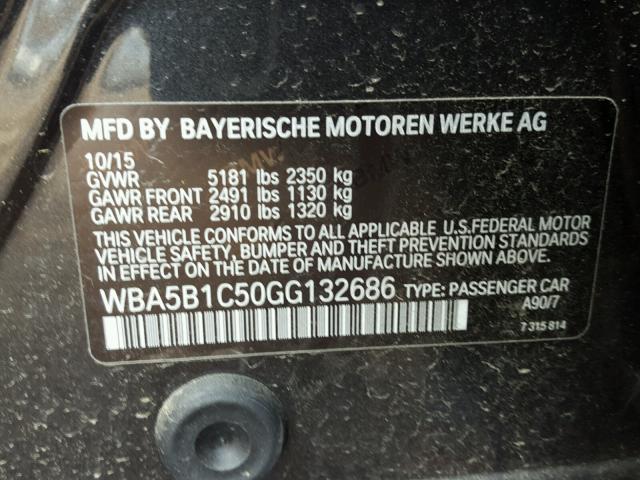 MFD BY BAYERISCHE MOTOREN WERKE AG
10/15
GVWR 5181 lbs 2350 kg
GAWR FRONT 2491 lbs 1130 kg
GAWR REAR 2910 lbs 1320 kg
THIS VEHICLE CONFORMS TO ALL APPLICABLE U.S.FEDERAL MOTOR
VEHICLE SAFETY, BUMPER AND THEFT PREVENTION STANDARDS
IN EFFECT ON THE DATE OF MANUFACTURE SHOWN ABOVE.
WBA5B1C50GG132686 TYPE: PASSENGER CAR
A90/7
7 315 814